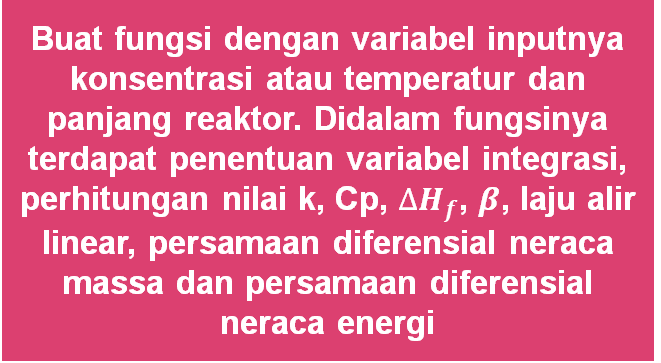 Buat fungsi dengan variabel inputnya
konsentrasi atau temperatur dan
panjang reaktor. Didalam fungsinya
terdapat penentuan variabel integrasi,
perhitungan nilai k, Cp, ΔH_f, β, laju alir
linear, persamaan diferensial neraca
massa dan persamaan diferensial
neraca energi